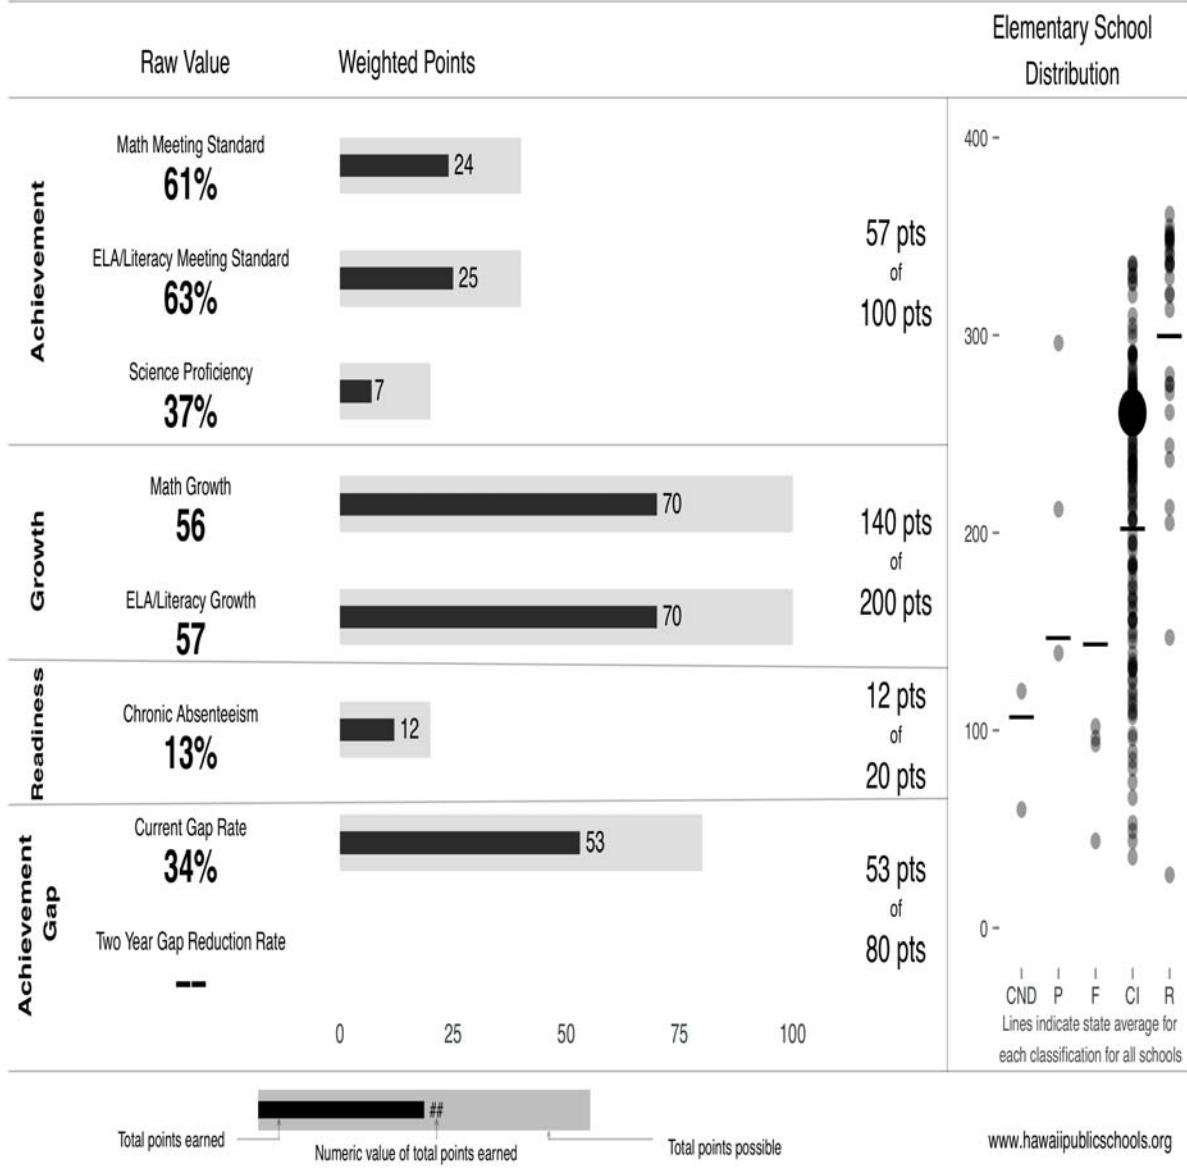 Raw Value
Weighted Points
Elementary School
Distribution
Achievement
Math Meeting Standard
61%
24
ELA/Literacy Meeting Standard
63%
25
Science Proficiency
37%
7
57 pts
of
100 pts
Growth
Math Growth
56
70
ELA/Literacy Growth
57
70
140 pts
of
200 pts
Readiness
Chronic Absenteeism
13%
12
12 pts
of
20 pts
Achievement
Gap
Current Gap Rate
34%
53
Two Year Gap Reduction Rate
--
53 pts
of
80 pts
0 25 50 75 100
400
300
200
100
0
CND P F CI R
Lines indicate state average for
each classification for all schools
##
Total points earned
Numeric value of total points earned
Total points possible
www.hawaiipublicschools.org